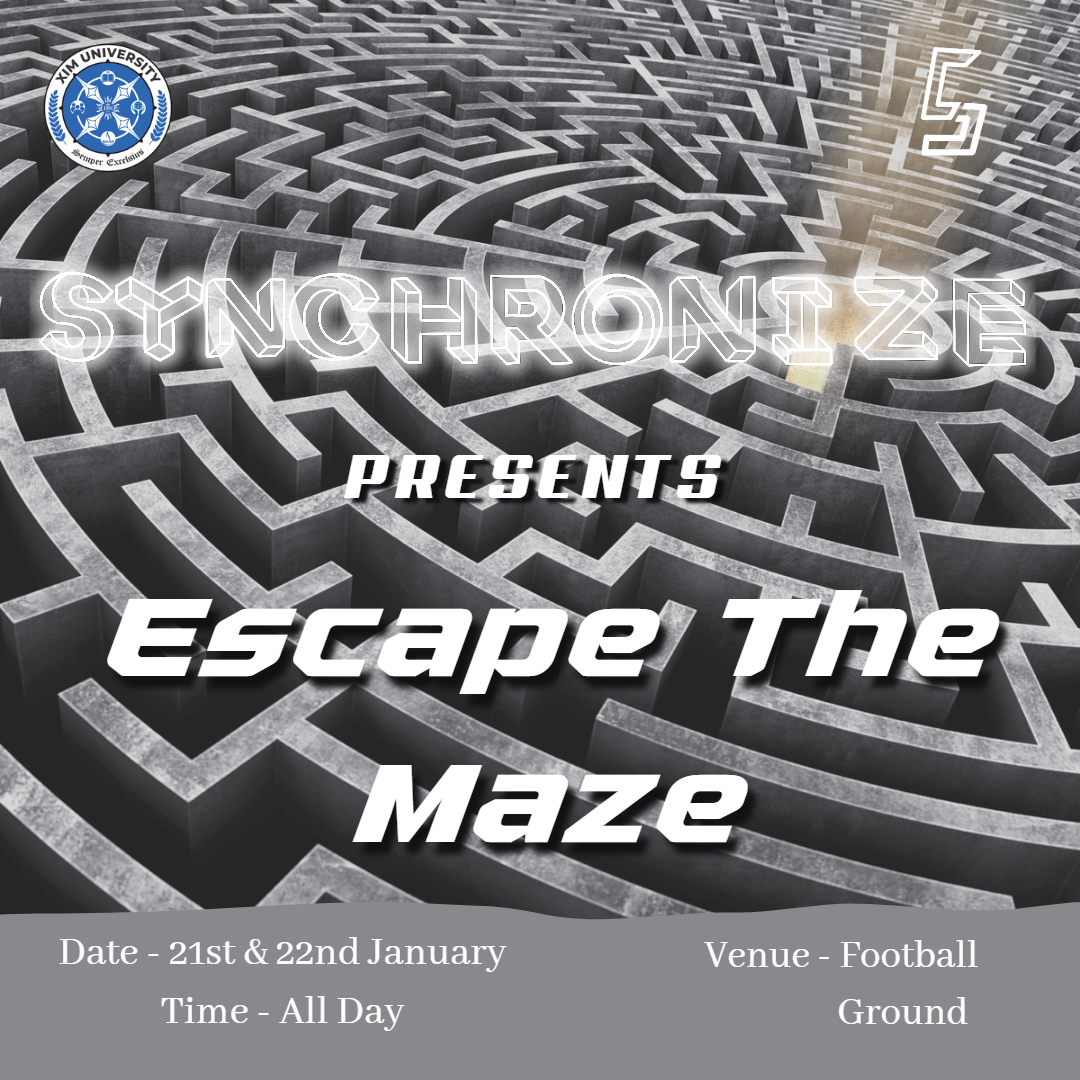 XIM UNIVERSITY
Semper Excelsius
SYNCHRONIZE
PRESENTS
Escape The
Maze
Date - 21st & 22nd January
Time - All Day
Venue - Football
Ground